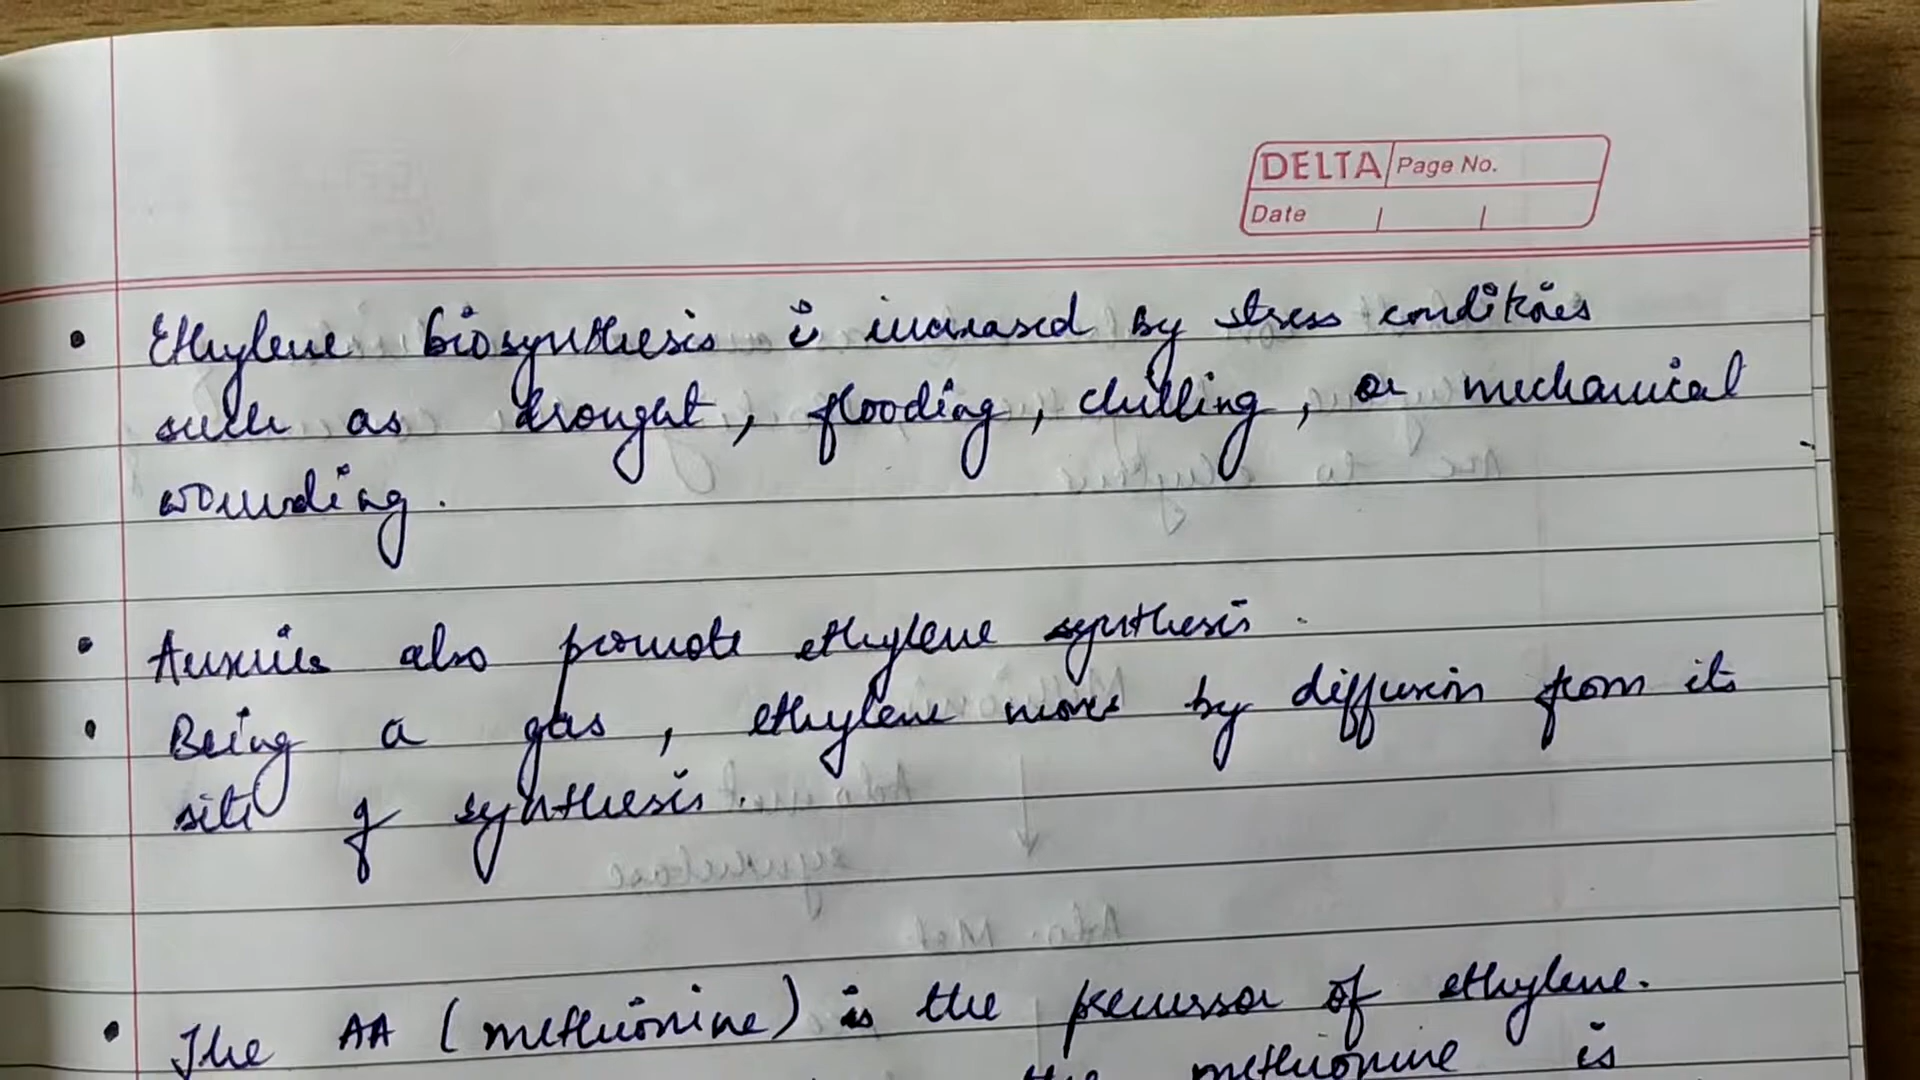 DELTA Page No.
Date
• Ethylene biosynthesis is increased by stress conditions
such as drought, flooding, chilling, or mechanical
wounding.
• Auxins also promote ethylene synthesis.
• Being a gas, ethylene moves by diffusion from its
site of synthesis.
• The AA (methionine) is the precursor of ethylene.
the methionine is